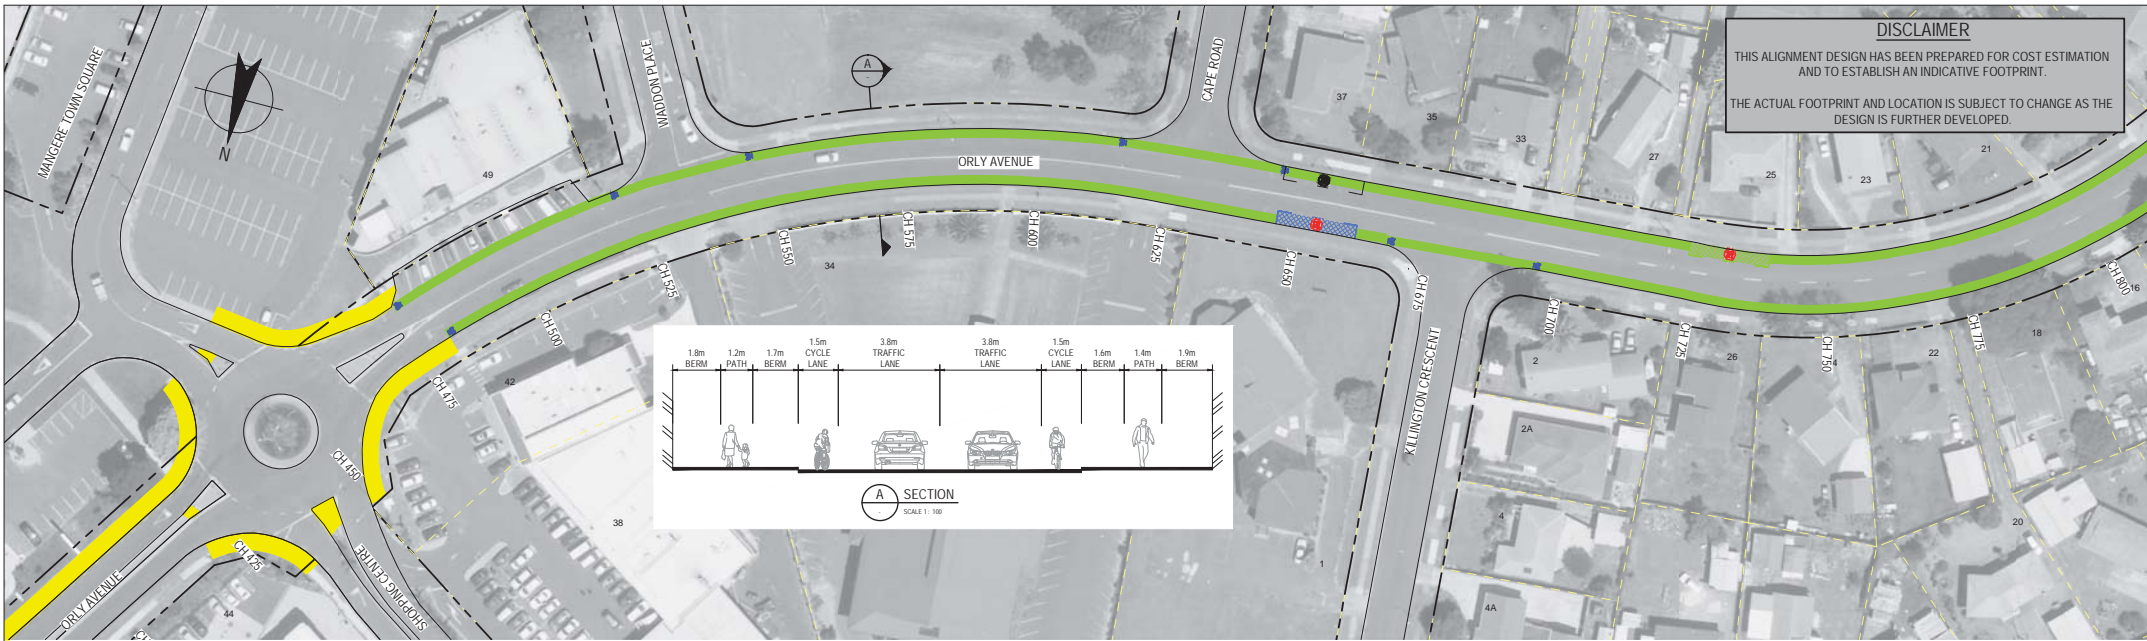 DISCLAIMER
THIS ALIGNMENT DESIGN HAS BEEN PREPARED FOR COST ESTIMATION
AND TO ESTABLISH AN INDICATIVE FOOTPRINT.
THE ACTUAL FOOTPRINT AND LOCATION IS SUBJECT TO CHANGE AS THE
DESIGN IS FURTHER DEVELOPED.
MANGERE TOWN SQUARE
N
49
WADDON PLACE
A
-
CAPE ROAD
ORLY AVENUE
37
35
33
27
25
23
21
CH 425
CH 450
CH 475
CH 500
CH 525
CH 550
CH 575
CH 600
CH 625
CH 650
CH 675
CH 700
CH 725
CH 750
CH 775
CH 800
34
42
38
44
ORLY AVENUE
SHOPPING CENTRE
KILLINGTON CRESCENT
1
2
2A
4
4A
26
22
18
16
20
1.8m
BERM
1.2m
PATH
1.7m
BERM
1.5m
CYCLE
LANE
3.8m
TRAFFIC
LANE
3.8m
TRAFFIC
LANE
1.5m
CYCLE
LANE
1.6m
BERM
1.4m
PATH
1.9m
BERM
A
-
SECTION
SCALE 1 : 100